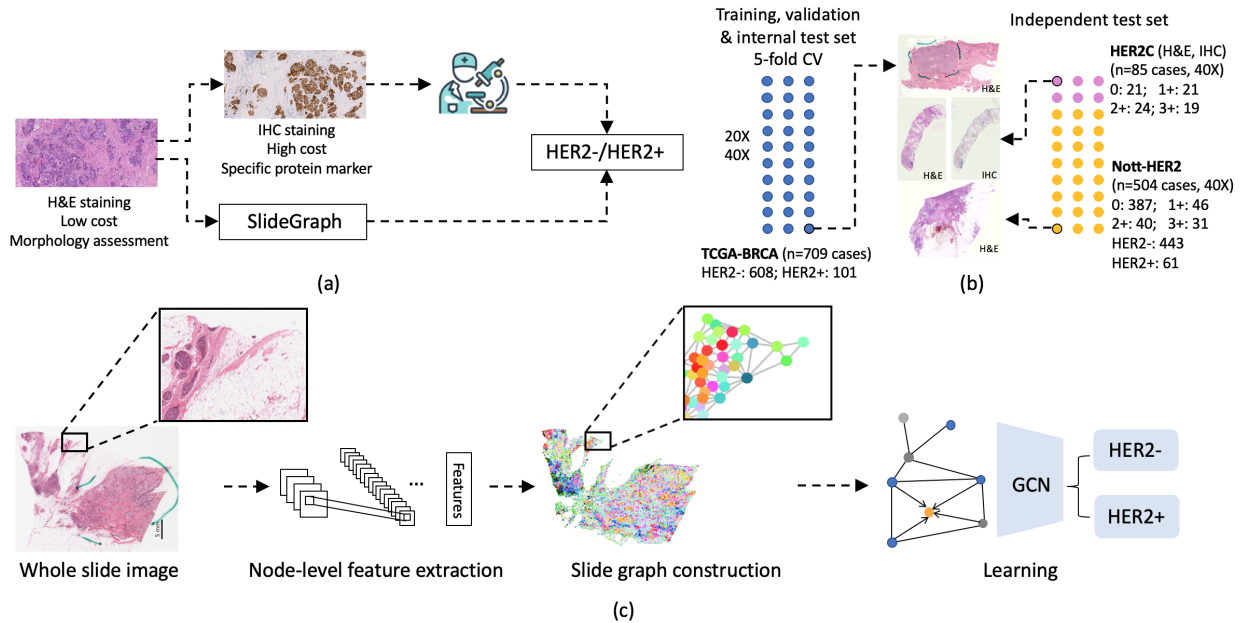 IHC staining
High cost
Specific protein marker
H&E staining
Low cost
Morphology assessment
SlideGraph
HER2-/HER2+
(a)
Training, validation
& internal test set
5-fold CV
20X
40X
TCGA-BRCA (n=709 cases)
HER2-: 608; HER2+: 101
H&E
H&E
IHC
H&E
Independent test set
HER2C (H&E, IHC)
(n=85 cases, 40X)
0: 21; 1+: 21
2+: 24; 3+: 19
Nott-HER2
(n=504 cases, 40X)
0: 387; 1+: 46
2+: 40; 3+: 31
HER2-: 443
HER2+: 61
(b)
5 mm
Features
...
GCN
HER2-
HER2+
Whole slide image
Node-level feature extraction
Slide graph construction
Learning
(c)